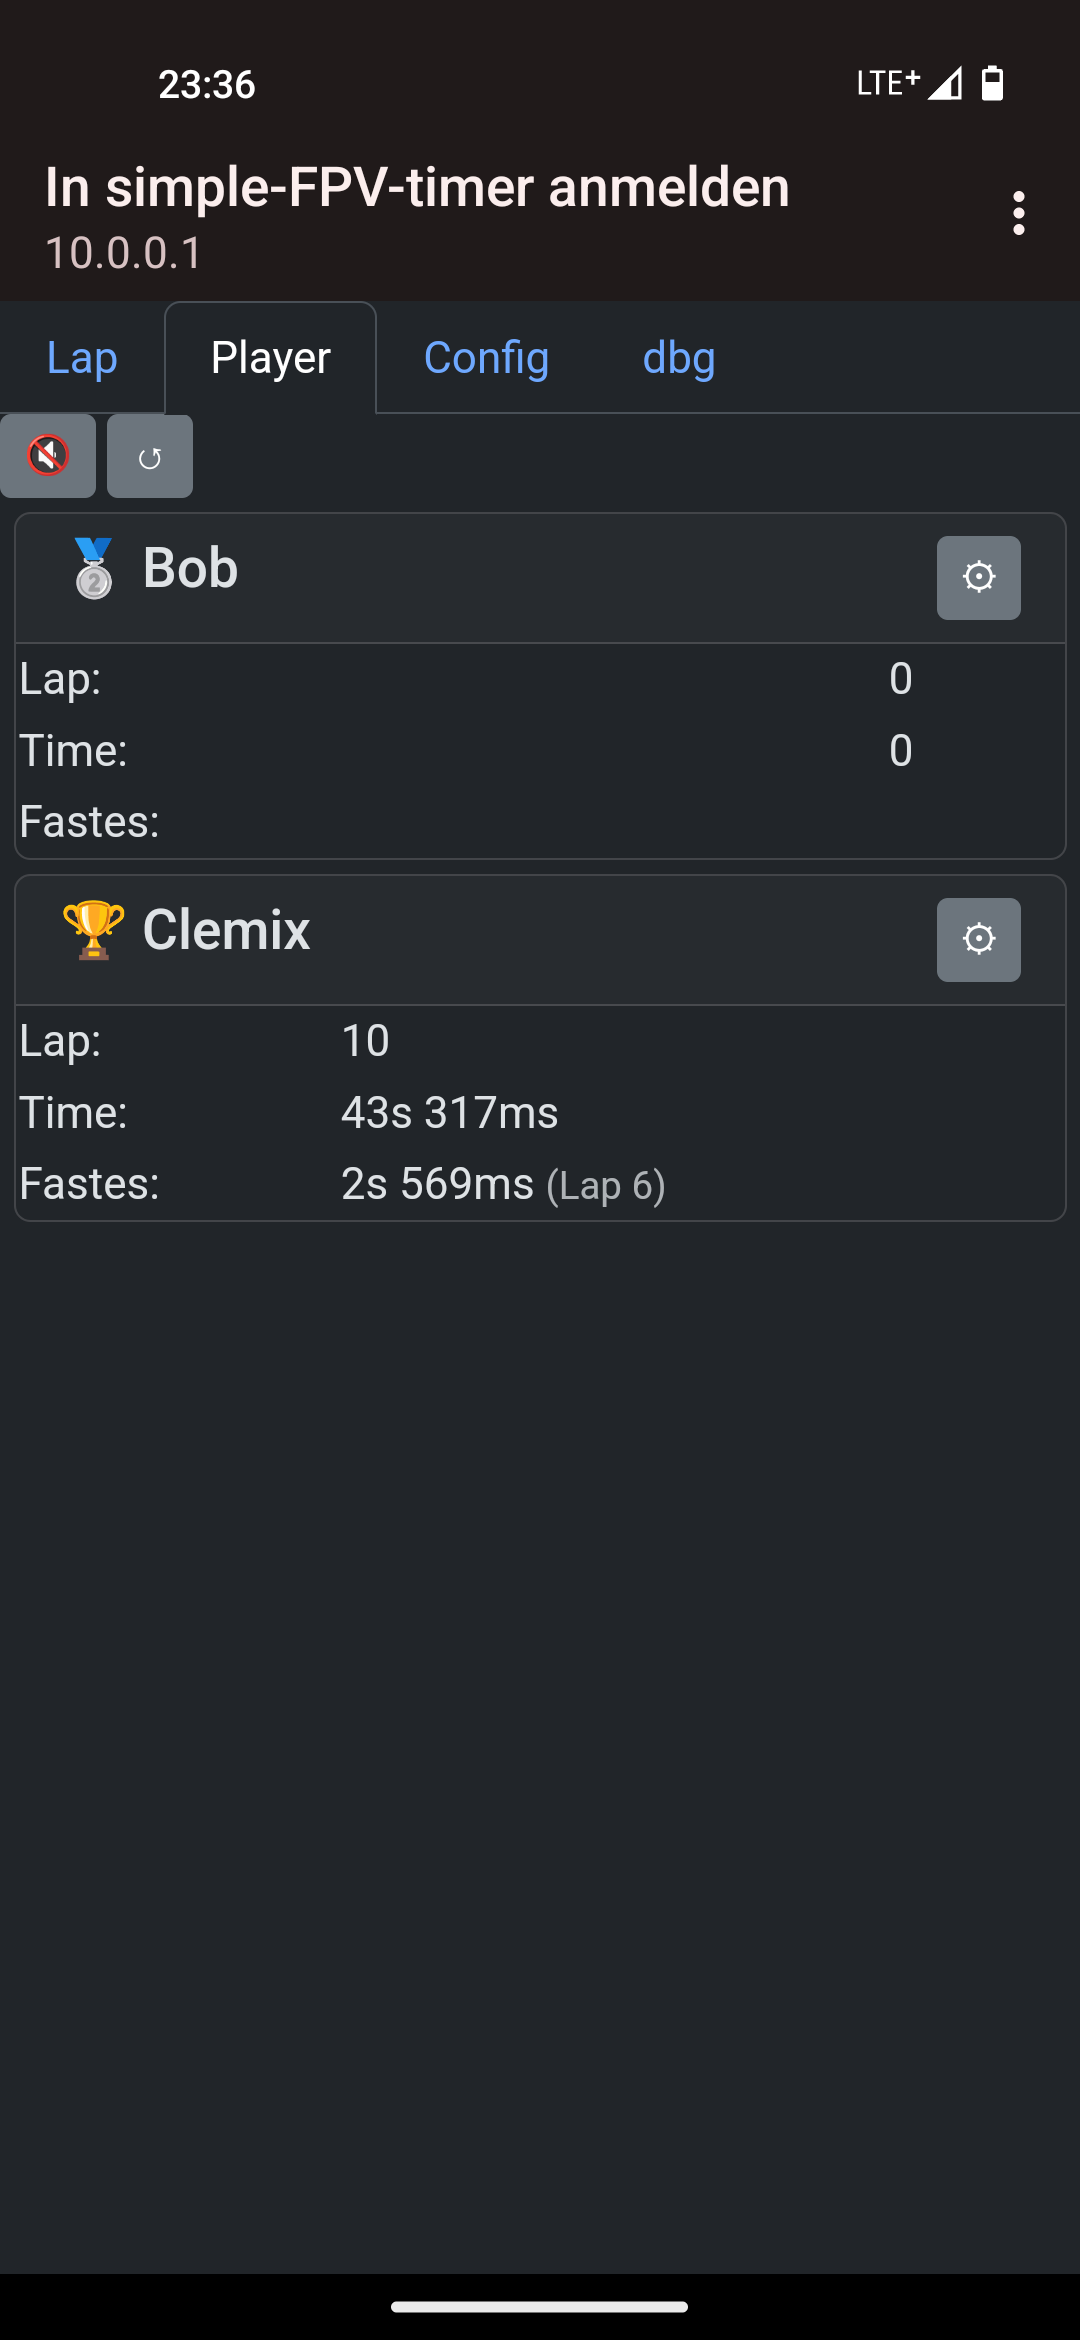 23:36 LTE+
In simple-FPV-timer anmelden
10.0.0.1
Lap Player Config dbg
2 Bob
Lap: 0
Time: 0
Fastes:
Clemix
Lap: 10
Time: 43s 317ms
Fastes: 2s 569ms (Lap 6)